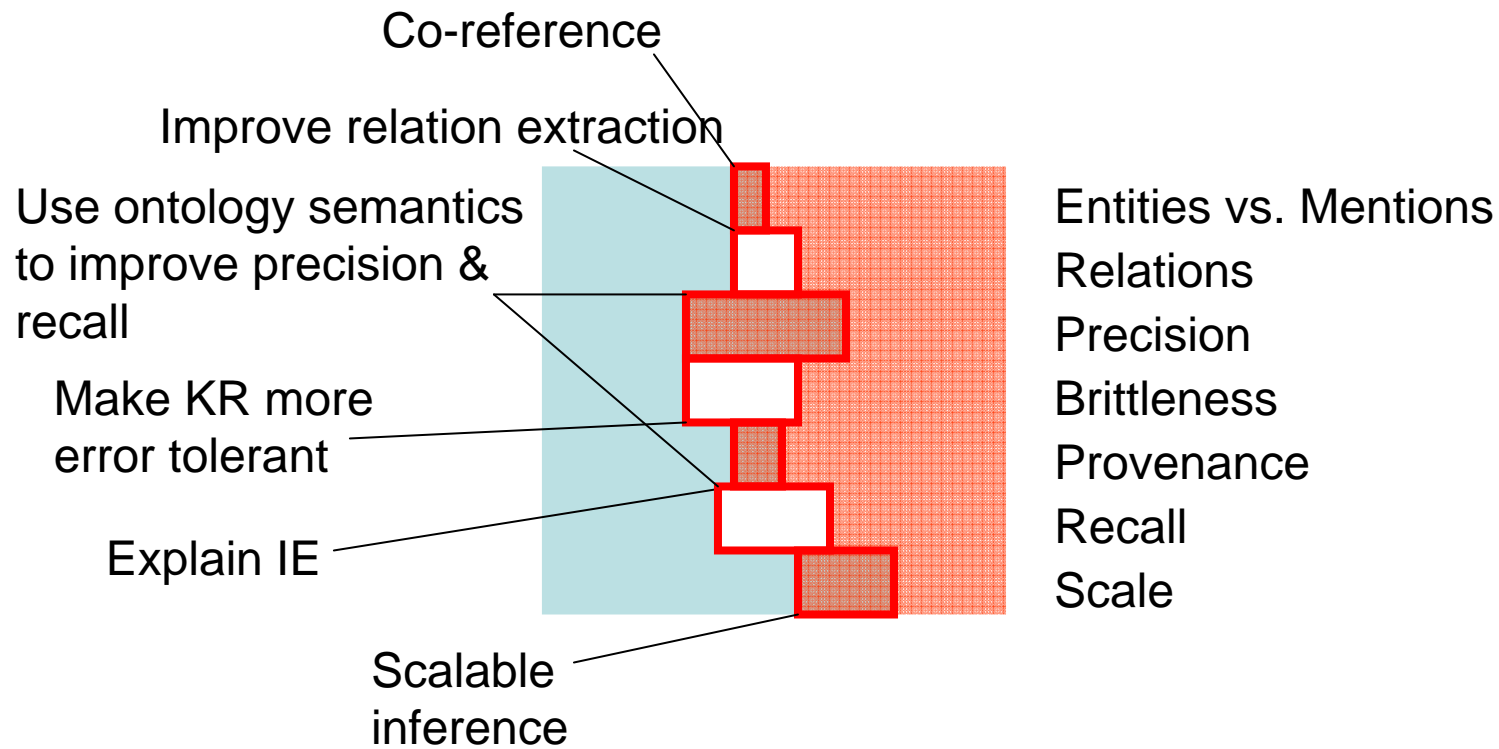 Co-reference
Improve relation extraction
Use ontology semantics
to improve precision &
recall
Make KR more
error tolerant
Explain IE
Scalable
inference
Entities vs. Mentions
Relations
Precision
Brittleness
Provenance
Recall
Scale